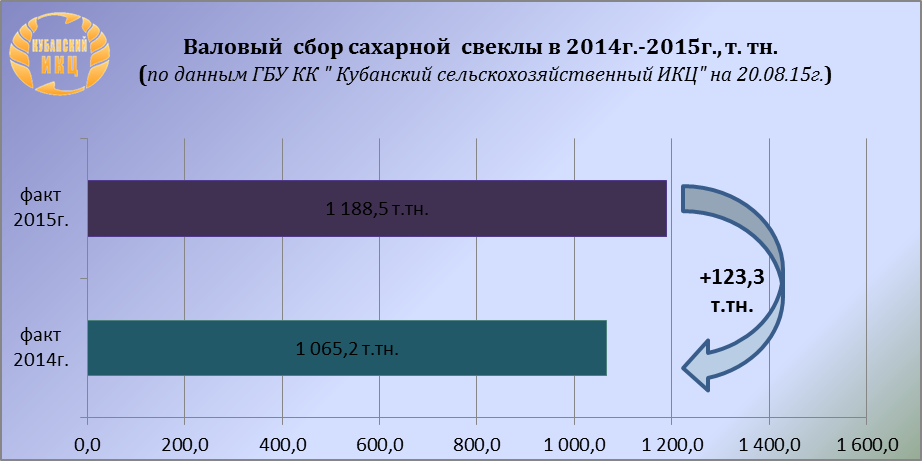 КУБАНСКИЙ
ИКЦ
Валовый сбор сахарной свеклы в 2014г.-2015г., т. тн.
(по данным ГБУ КК " Кубанский сельскохозяйственный ИКЦ" на 20.08.15г.)
0,0 200,0 400,0 600,0 800,0 1 000,0 1 200,0 1 400,0 1 600,0
факт
2015г.
1 188,5 т.тн.
+123,3
т.тн.
факт
2014г.
1 065,2 т.тн.